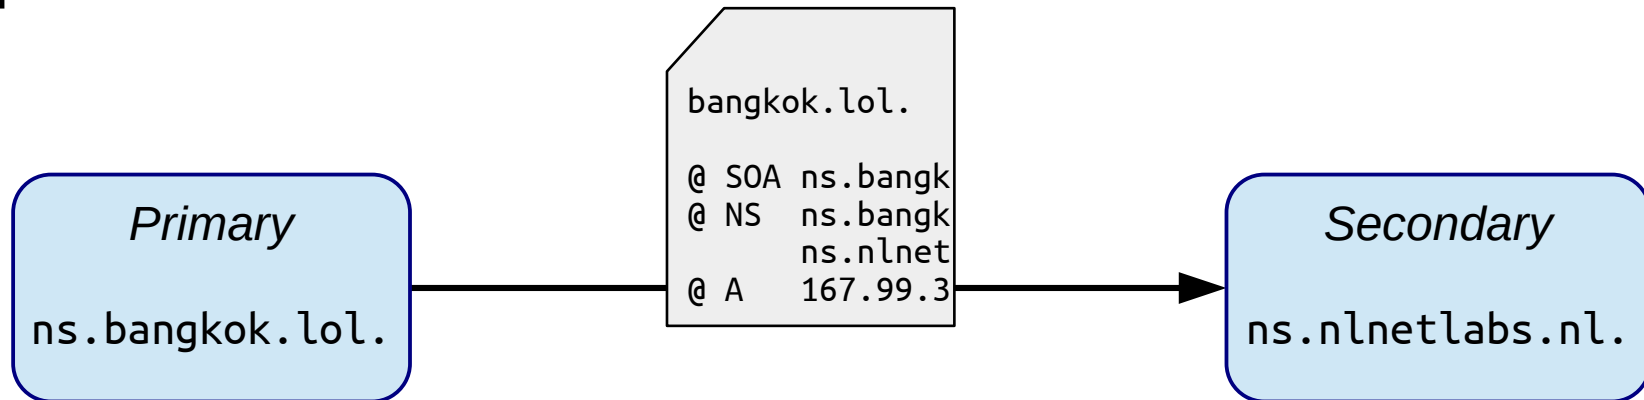 bangkok.lol.
@ SOA ns.bangk
@ NS  ns.bangk
      ns.nlnet
@ A   167.99.3
Primary
ns.bangkok.lol.
Secondary
ns.nlnetlabs.nl.